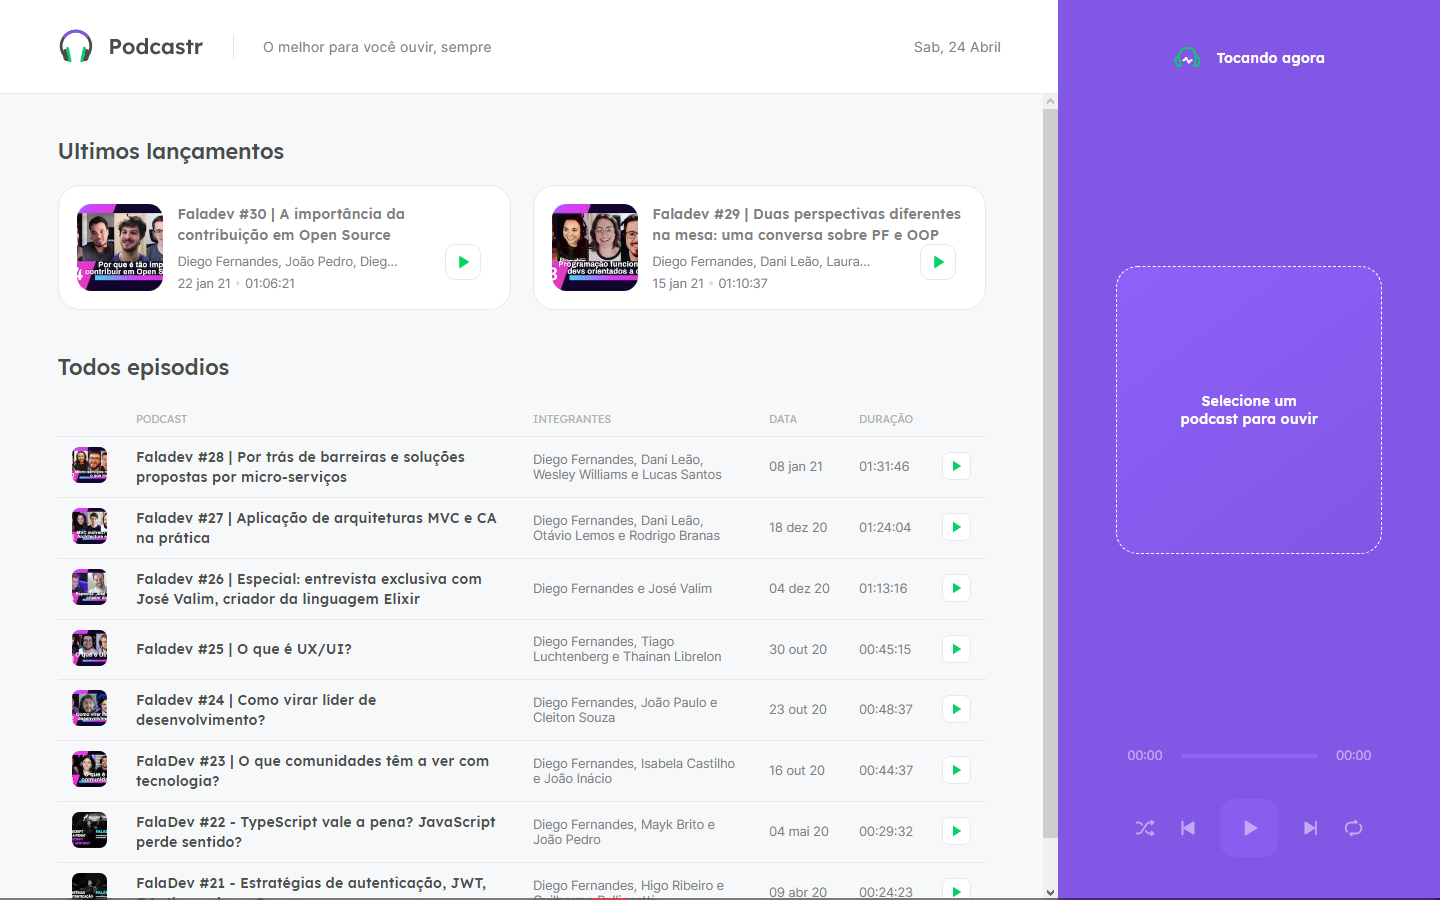 Podcastr
O melhor para você ouvir, sempre
Sab, 24 Abril
Tocando agora
Ultimos lançamentos
Faladev #30 | A importância da
contribuição em Open Source
Diego Fernandes, João Pedro, Dieg...
22 jan 21 • 01:06:21
Por que é tão imp
contribuir em Open S
Faladev #29 | Duas perspectivas diferentes
na mesa: uma conversa sobre PF e OOP
Diego Fernandes, Dani Leão, Laura...
15 jan 21 • 01:10:37
Programação funcion
devs orientados a o
Selecione um
podcast para ouvir
Todos episodios
PODCAST INTEGRANTES DATA DURAÇÃO
Faladev #28 | Por trás de barreiras e soluções
propostas por micro-serviços
Diego Fernandes, Dani Leão,
Wesley Williams e Lucas Santos
08 jan 21
01:31:46
Faladev #27 | Aplicação de arquiteturas MVC e CA
na prática
Diego Fernandes, Dani Leão,
Otávio Lemos e Rodrigo Branas
18 dez 20
01:24:04
Faladev #26 | Especial: entrevista exclusiva com
José Valim, criador da linguagem Elixir
Diego Fernandes e José Valim
04 dez 20
01:13:16
Faladev #25 | O que é UX/UI?
Diego Fernandes, Tiago
Luchtenberg e Thainan Librelon
30 out 20
00:45:15
Faladev #24 | Como virar líder de
desenvolvimento?
Diego Fernandes, João Paulo e
Cleiton Souza
23 out 20
00:48:37
FalaDev #23 | O que comunidades têm a ver com
tecnologia?
Diego Fernandes, Isabela Castilho
e João Inácio
16 out 20
00:44:37
FalaDev #22 - TypeScript vale a pena? JavaScript
perde sentido?
Diego Fernandes, Mayk Brito e
João Pedro
04 mai 20
00:29:32
FalaDev #21 - Estratégias de autenticação, JWT,
Diego Fernandes, Higo Ribeiro e
09 abr 20
00:24:23
00:00
00:00